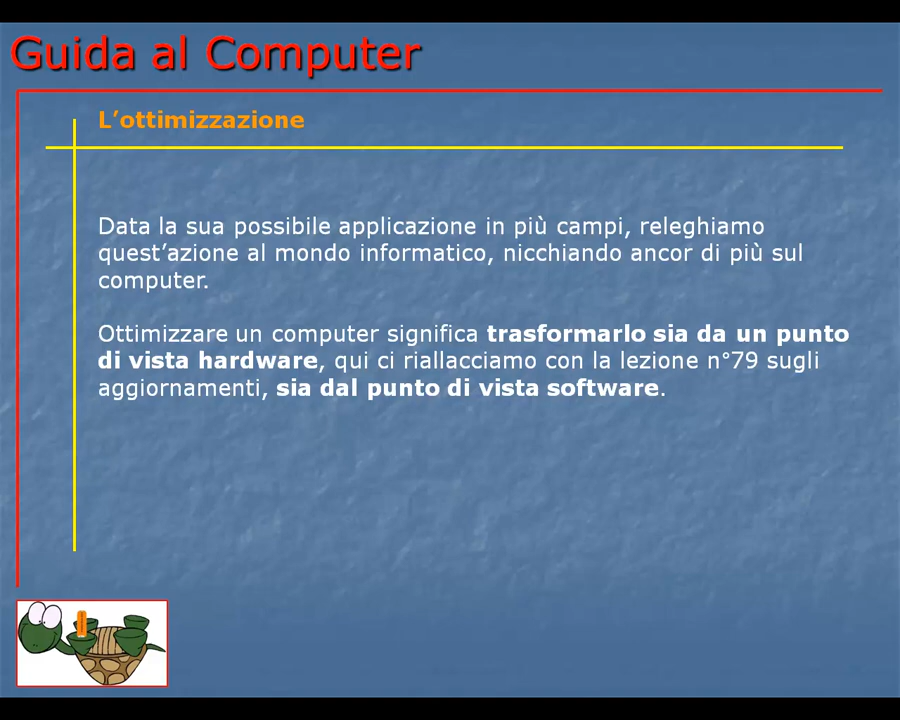 Guida al Computer
L’ottimizzazione
Data la sua possibile applicazione in più campi, releghiamo
quest’azione al mondo informatico, nicchiando ancor di più sul
computer.
Ottimizzare un computer significa trasformarlo sia da un punto
di vista hardware, qui ci riallacciamo con la lezione n°79 sugli
aggiornamenti, sia dal punto di vista software.